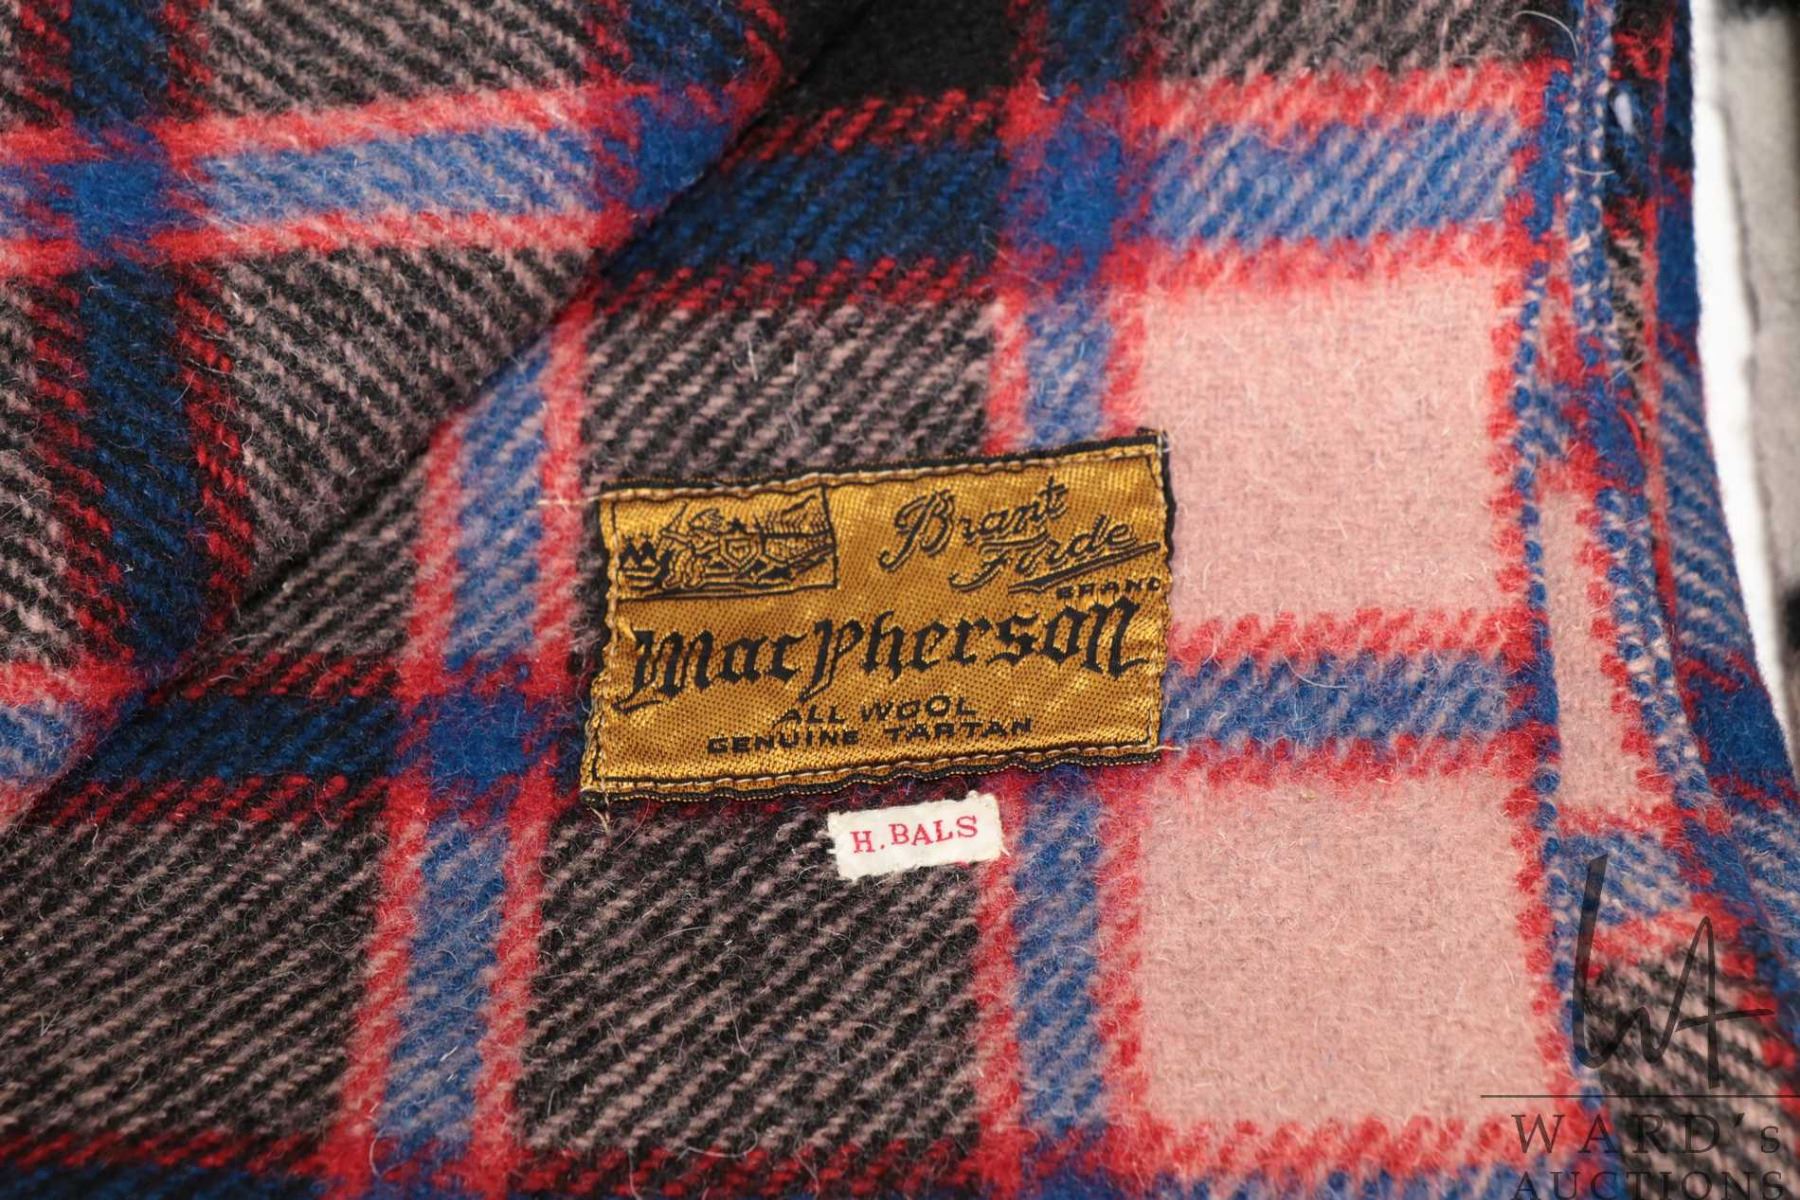 Brant
Forde
BRAND
MacPherson
ALL WOOL
GENUINE TARTAN
H. BALS
WARD's
AUCTIONS